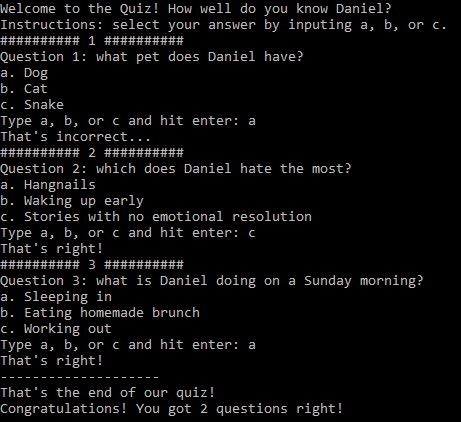 Welcome to the Quiz! How well do you know Daniel?
Instructions: select your answer by inputing a, b, or c.
########## 1 ##########
Question 1: what pet does Daniel have?
a. Dog
b. Cat
c. Snake
Type a, b, or c and hit enter: a
That's incorrect...
########## 2 ##########
Question 2: which does Daniel hate the most?
a. Hangnails
b. Waking up early
c. Stories with no emotional resolution
Type a, b, or c and hit enter: c
That's right!
########## 3 ##########
Question 3: what is Daniel doing on a Sunday morning?
a. Sleeping in
b. Eating homemade brunch
c. Working out
Type a, b, or c and hit enter: a
That's right!
--------------------
That's the end of our quiz!
Congratulations! You got 2 questions right!